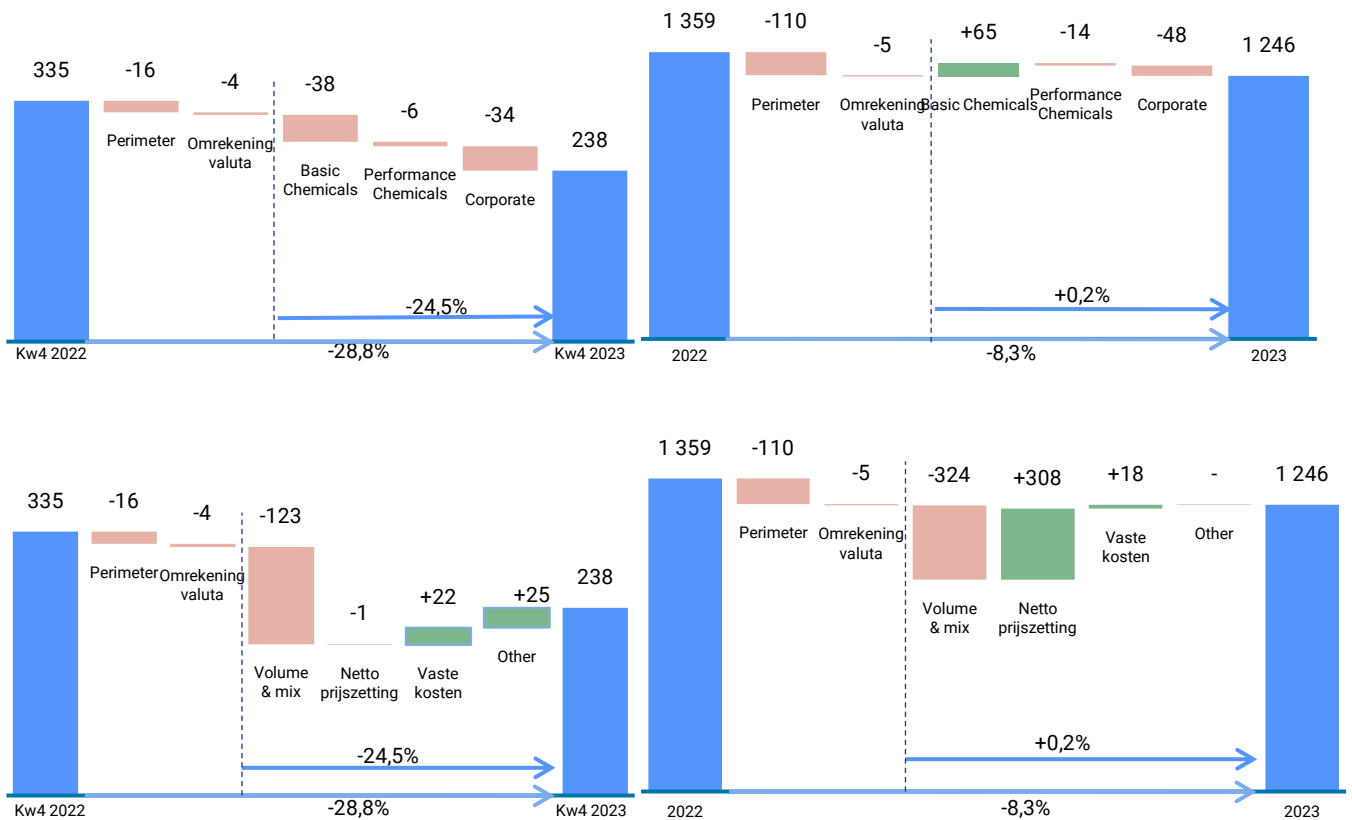 335
-16
-4
-38
-6
-34
238
Perimeter
Omrekening
valuta
Basic
Chemicals
Performance
Chemicals
Corporate
-24,5%
-28,8%
Kw4 2022
Kw4 2023
1 359
-110
-5
+65
-14
-48
1 246
Perimeter
Omrekening
valuta
Basic Chemicals
Performance
Chemicals
Corporate
+0,2%
-8,3%
2022
2023
335
-16
-4
-123
-1
+22
+25
238
Perimeter
Omrekening
valuta
Volume
& mix
Netto
prijszetting
Vaste
kosten
Other
-24,5%
-28,8%
Kw4 2022
Kw4 2023
1 359
-110
-5
-324
+308
+18
-
1 246
Perimeter
Omrekening
valuta
Volume
& mix
Netto
prijszetting
Vaste
kosten
Other
+0,2%
-8,3%
2022
2023